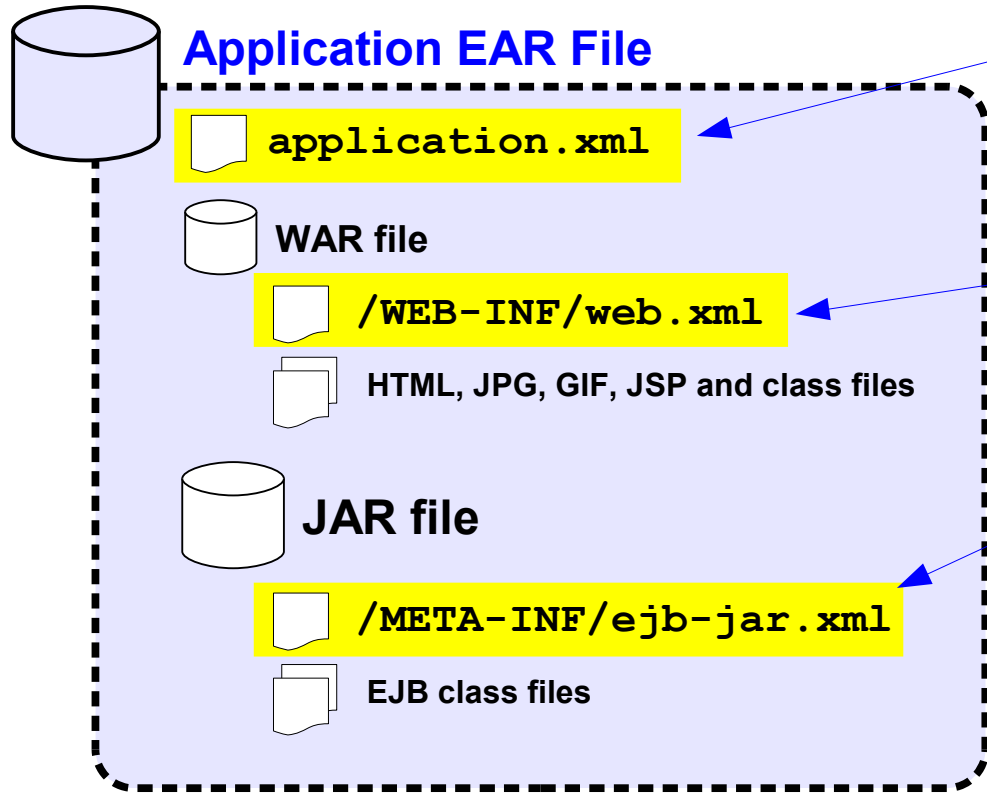 Application EAR File
application.xml
WAR file
/WEB-INF/web.xml
HTML, JPG, GIF, JSP and class files
JAR file
/META-INF/ejb-jar.xml
EJB class files